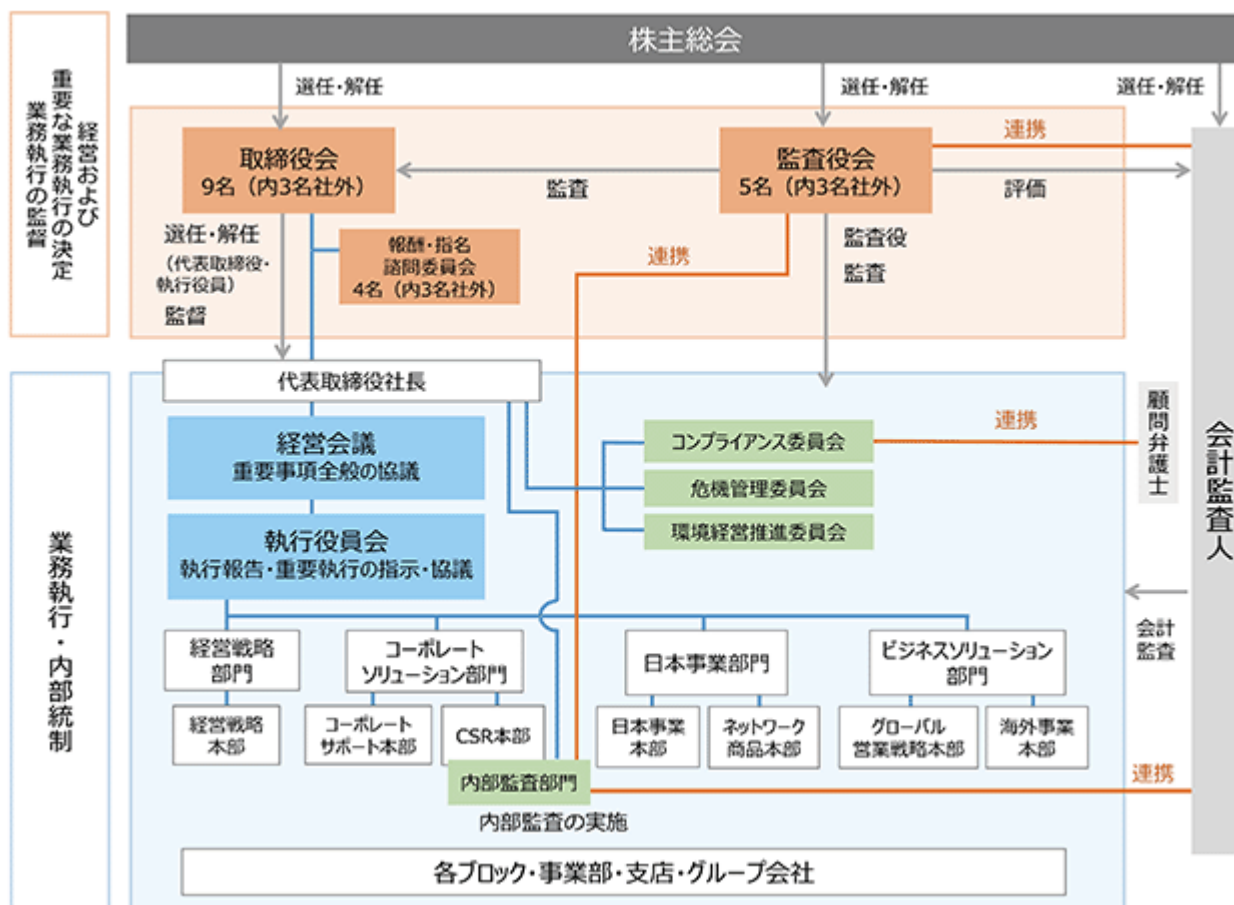 株主総会
選任・解任
選任・解任
選任・解任
経営および
重要な業務執行の決定
業務執行の監督
取締役会
9名（内3名社外）
監査
監査役会
5名（内3名社外）
連携
評価
選任・解任
（代表取締役・
執行役員）
監督
報酬・指名
諮問委員会
4名（内3名社外）
連携
監査役
監査
代表取締役社長
経営会議
重要事項全般の協議
執行役員会
執行報告・重要執行の指示・協議
コンプライアンス委員会
危機管理委員会
環境経営推進委員会
連携
顧問弁護士
会計監査人
業務執行・内部統制
会計
監査
経営戦略
部門
コーポレート
ソリューション部門
日本事業部門
ビジネスソリューション
部門
経営戦略
本部
コーポレート
サポート本部
CSR本部
日本事業
本部
ネットワーク
商品本部
グローバル
営業戦略本部
海外事業
本部
内部監査部門
連携
内部監査の実施
各ブロック・事業部・支店・グループ会社